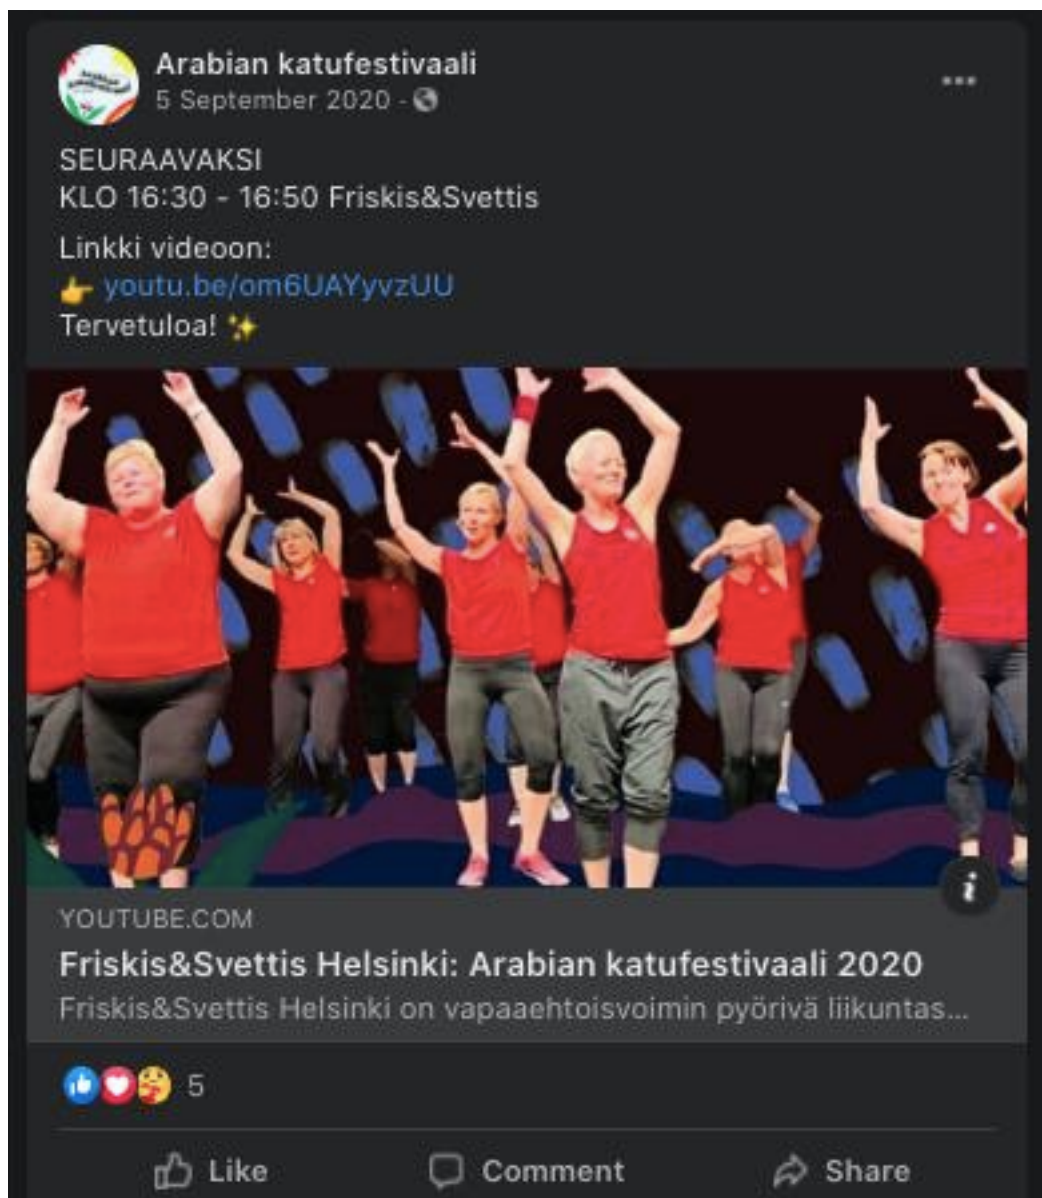 Arabian katufestivaali
5 September 2020 ·
SEURAAVAKSI
KLO 16:30 - 16:50 Friskis&Svettis
Linkki videoon:
👉 youtu.be/om6UAYyvzUU
Tervetuloa! ✨
YOUTUBE.COM
Friskis&Svettis Helsinki: Arabian katufestivaali 2020
Friskis&Svettis Helsinki on vapaaehtoisvoimin pyörivä liikuntas...
5
Like Comment Share